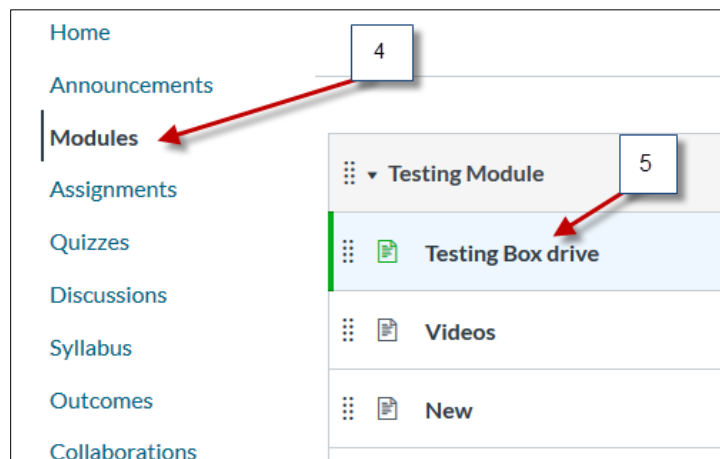 Home
Announcements
Modules
Assignments
Quizzes
Discussions
Syllabus
Outcomes
Collaborations
4
Testing Module
5
Testing Box drive
Videos
New